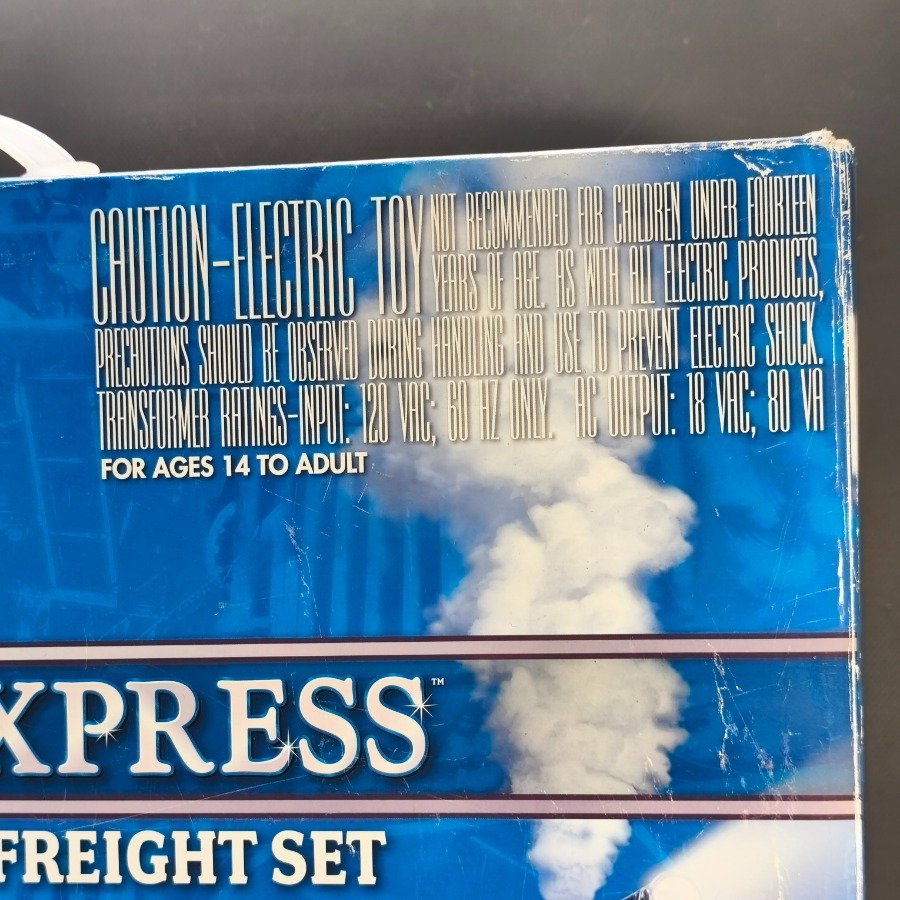 CAUTION-ELECTRIC TOY NOT RECOMMENDED FOR CHILDREN UNDER FOURTEEN
YEARS OF AGE. AS WITH ALL ELECTRIC PRODUCTS,
PRECAUTIONS SHOULD BE OBSERVED DURING HANDLING AND USE TO PREVENT ELECTRIC SHOCK.
TRANSFORMER RATINGS-INPUT: 120 VAC; 60 HZ ONLY. AC OUTPUT: 18 VAC; 80 VA
FOR AGES 14 TO ADULT
XPRESS™
FREIGHT SET